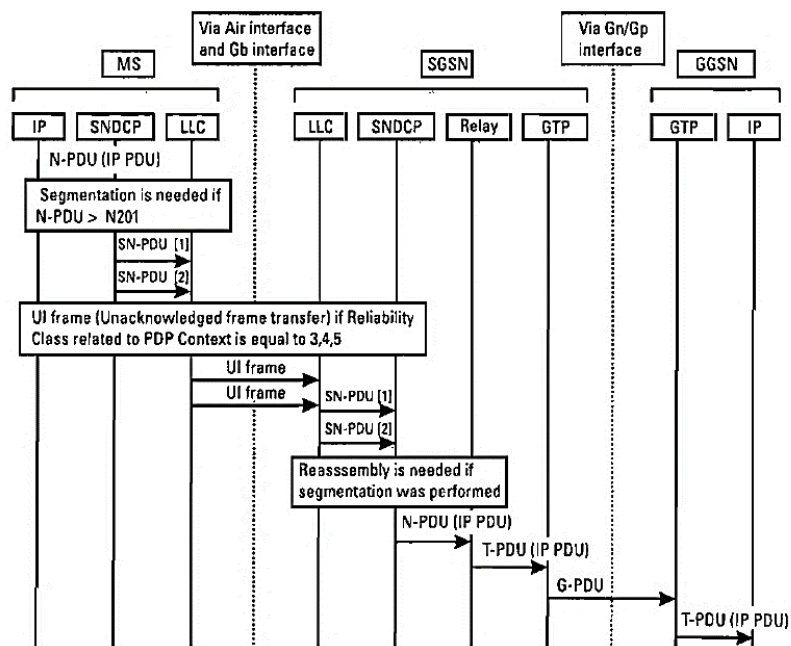 Via Air interface
and Gb interface
Via Gn/Gp
interface
MS
SGSN
GGSN
IP
SNDCP
LLC
LLC
SNDCP
Relay
GTP
GTP
IP
N-PDU (IP PDU)
Segmentation is needed if
N-PDU > N201
SN-PDU [1]
SN-PDU [2]
UI frame (Unacknowledged frame transfer) if Reliability
Class related to PDP Context is equal to 3,4,5
UI frame
UI frame
SN-PDU [1]
SN-PDU [2]
Reasssembly is needed if
segmentation was performed
N-PDU (IP PDU)
T-PDU (IP PDU)
G-PDU
T-PDU (IP PDU)